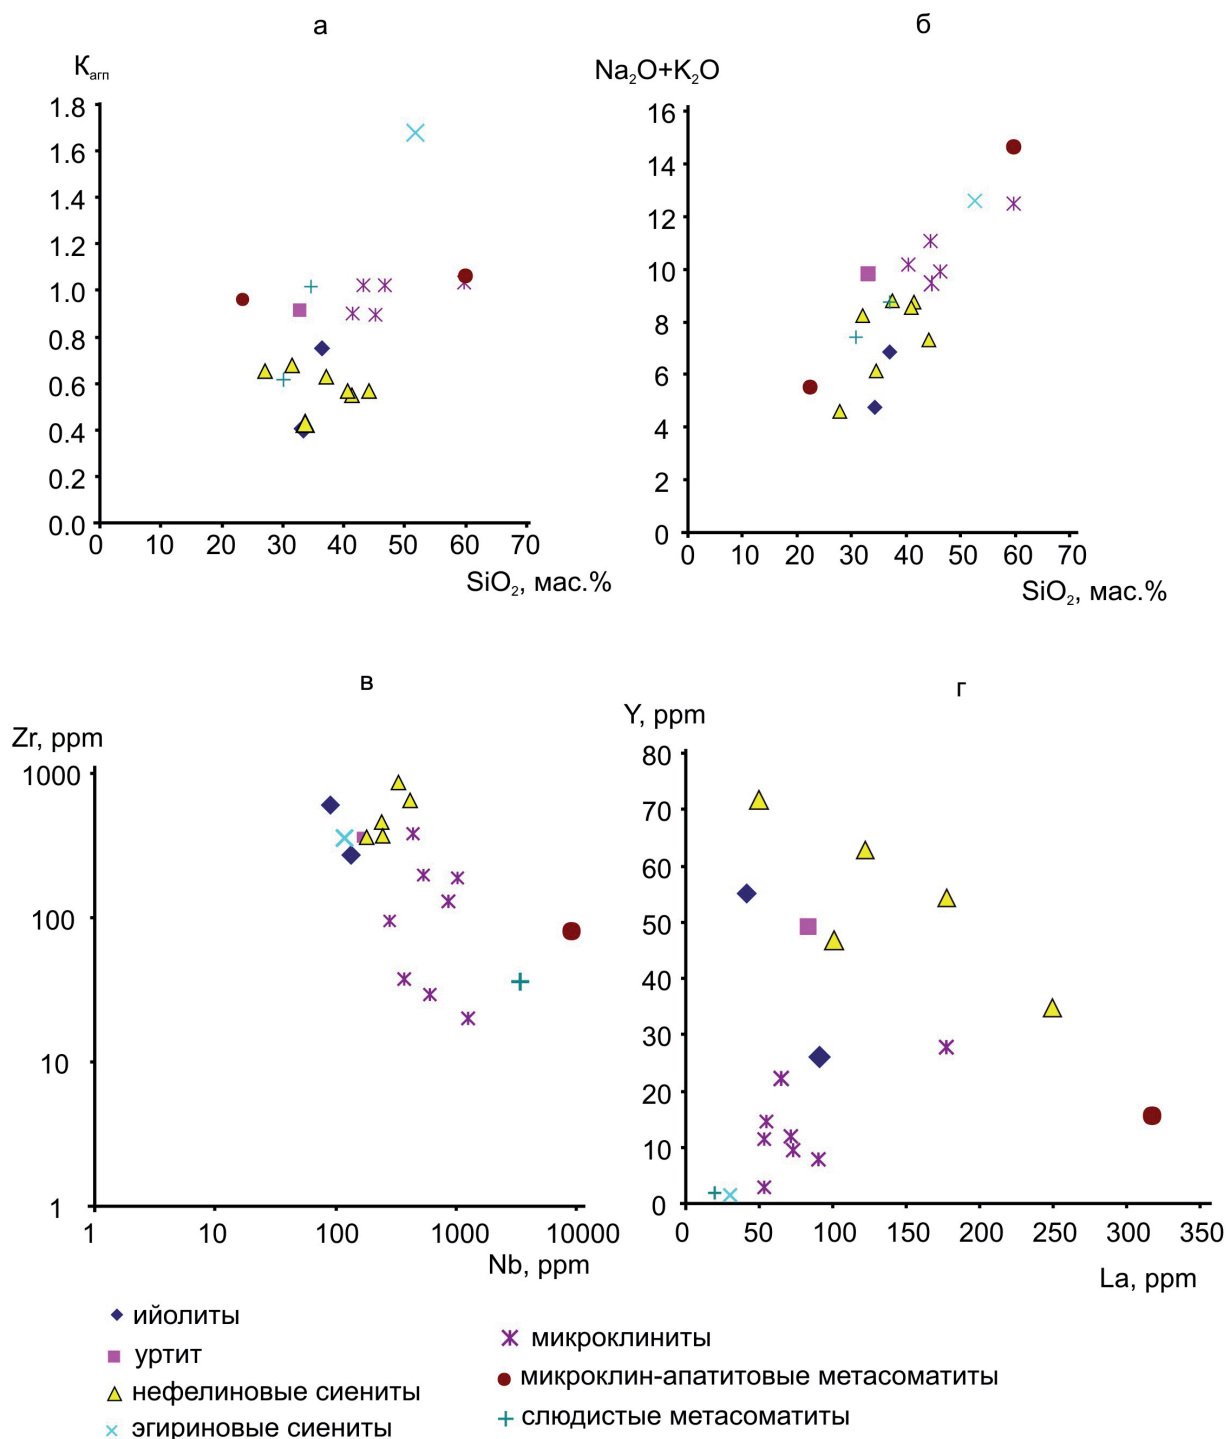 а
Kагп
1.8
1.6
1.4
1.2
1.0
0.8
0.6
0.4
0.2
0.0
0 10 20 30 40 50 60 70
SiO2, мас.%
б
Na2O+K2O
16
14
12
10
8
6
4
2
0
0 10 20 30 40 50 60 70
SiO2, мас.%
в
Zr, ppm
1000
100
10
1
1 10 100 1000 10000
Nb, ppm
г
Y, ppm
80
70
60
50
40
30
20
10
0
0 50 100 150 200 250 300 350
La, ppm
ийолиты
уртит
нефелиновые сиениты
эгириновые сиениты
микроклиниты
микроклин-апатитовые метасоматиты
слюдистые метасоматиты